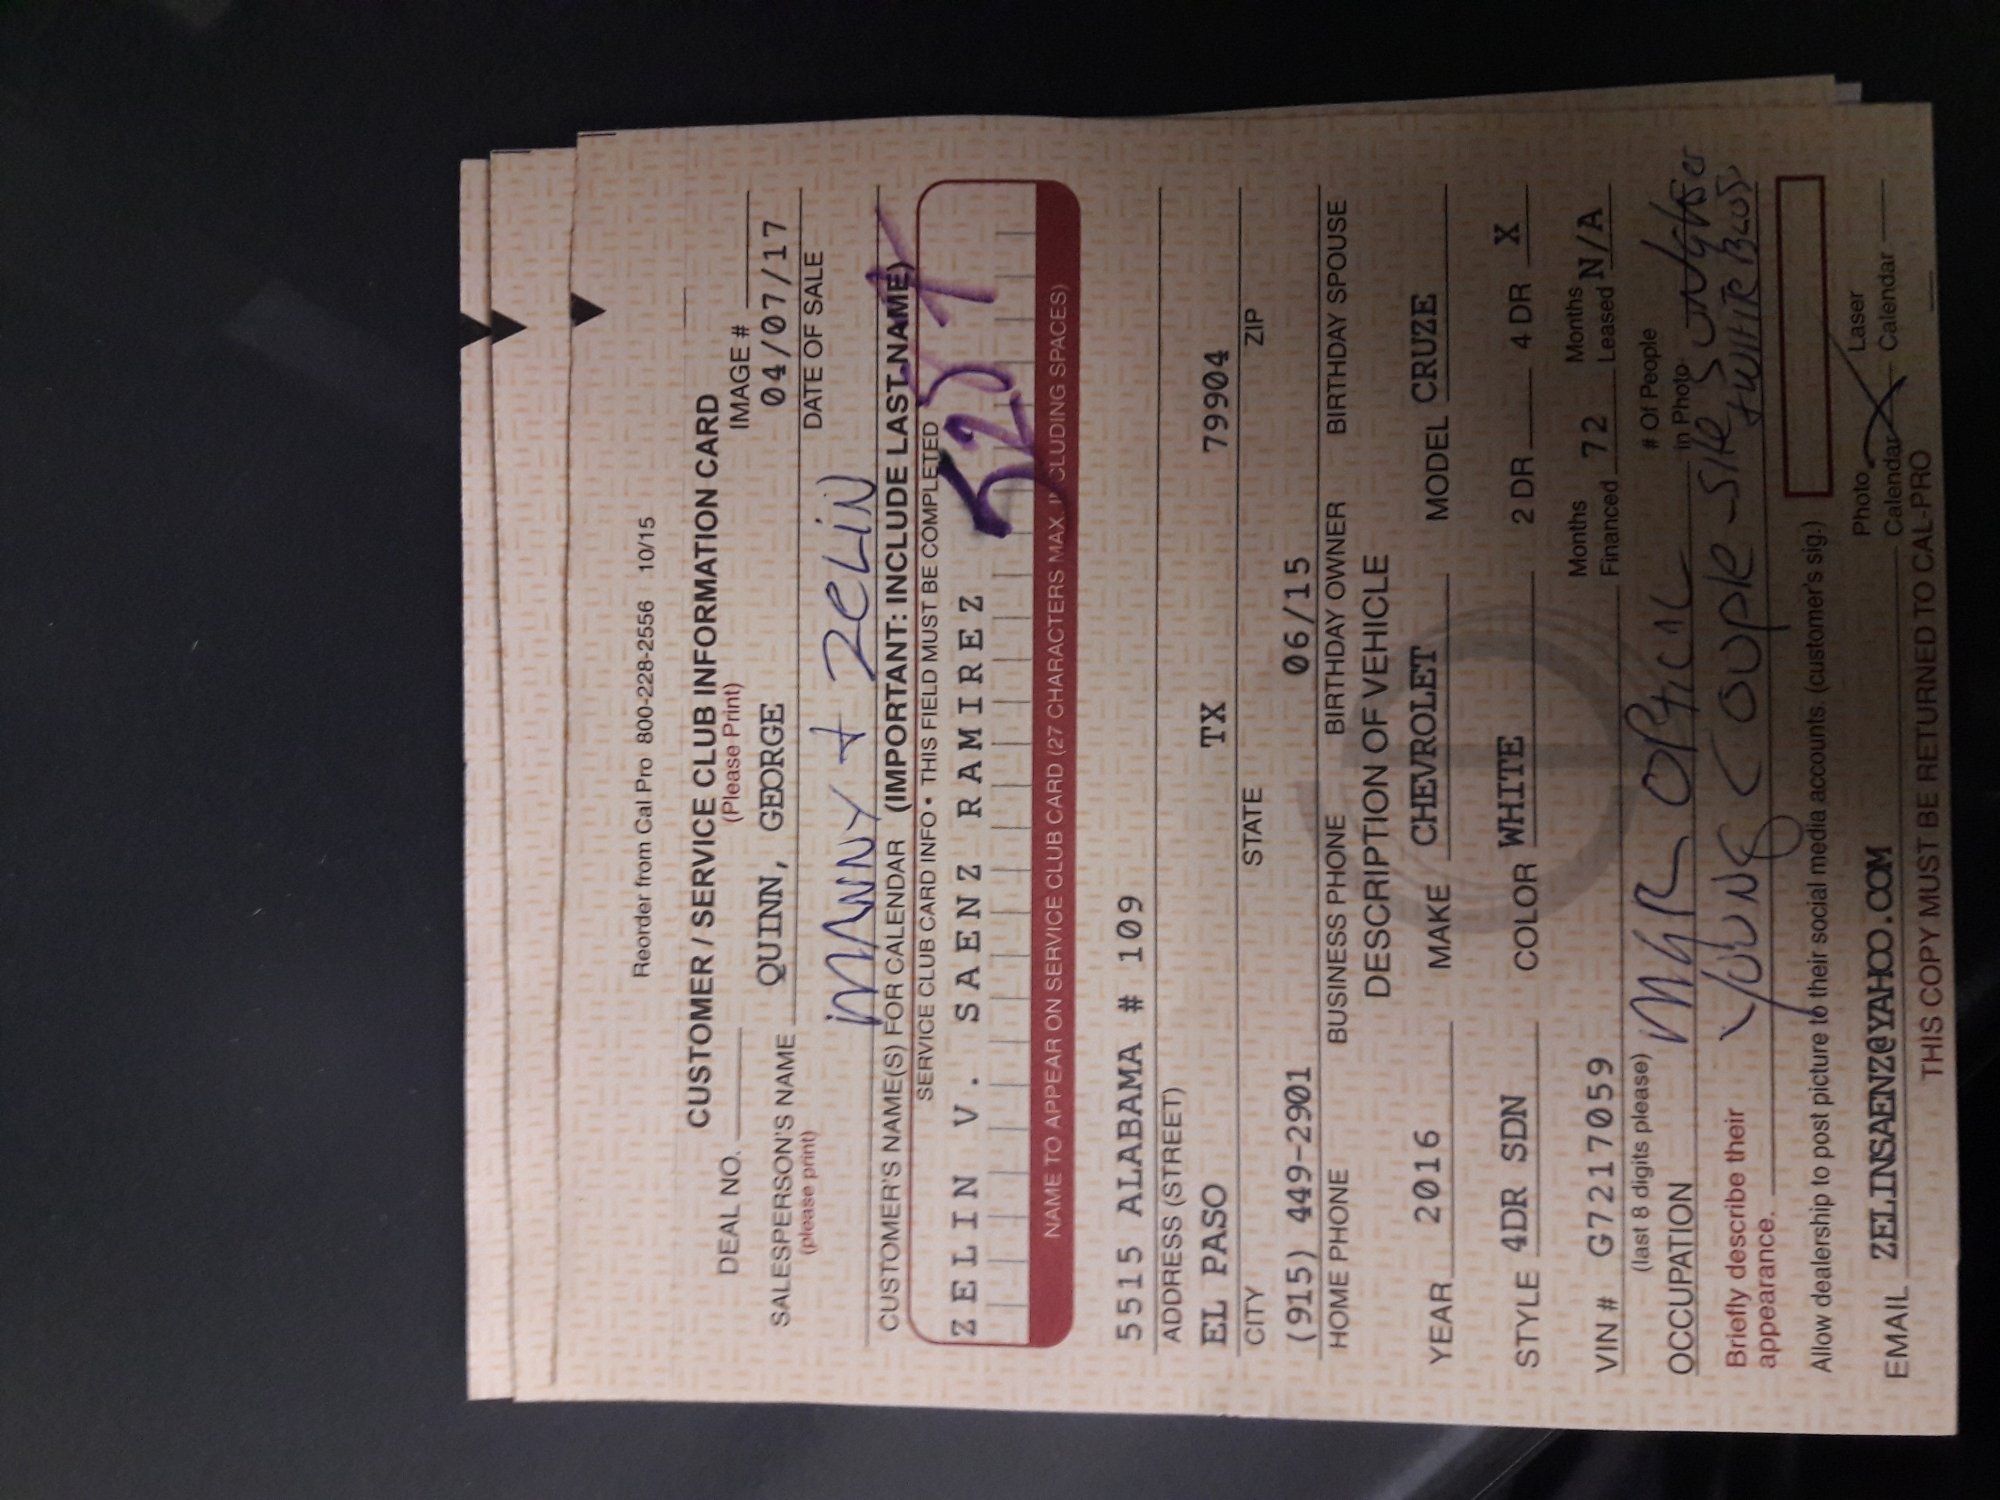 Reorder from Cal Pro 800-228-2556 10/15
CUSTOMER / SERVICE CLUB INFORMATION CARD
(Please Print)
DEAL NO. IMAGE #
SALESPERSON'S NAME QUINN, GEORGE 04/07/17
(please print) DATE OF SALE
MANNY + ZELIN
CUSTOMER'S NAME(S) FOR CALENDAR (IMPORTANT: INCLUDE LAST NAME)
SERVICE CLUB CARD INFO • THIS FIELD MUST BE COMPLETED
ZELIN V. SAENZ RAMIREZ
NAME TO APPEAR ON SERVICE CLUB CARD (27 CHARACTERS MAX INCLUDING SPACES)
5515 ALABAMA # 109
ADDRESS (STREET)
EL PASO TX 79904
CITY STATE ZIP
(915) 449-2901 06/15
HOME PHONE BUSINESS PHONE BIRTHDAY OWNER BIRTHDAY SPOUSE
DESCRIPTION OF VEHICLE
YEAR 2016 MAKE CHEVROLET MODEL CRUZE
STYLE 4DR SDN COLOR WHITE 2 DR 4 DR X
VIN # G7217059 Months Financed 72 Months Leased N/A
(last 8 digits please)
OCCUPATION MGR OPTICAL # Of People in Photo
Briefly describe their appearance. YOUNG COUPLE - SHE'S
Allow dealership to post picture to their social media accounts. (customer's sig.)
EMAIL ZELINSAENZ@YAHOO.COM Photo Calendar X Laser Calendar
THIS COPY MUST BE RETURNED TO CAL-PRO